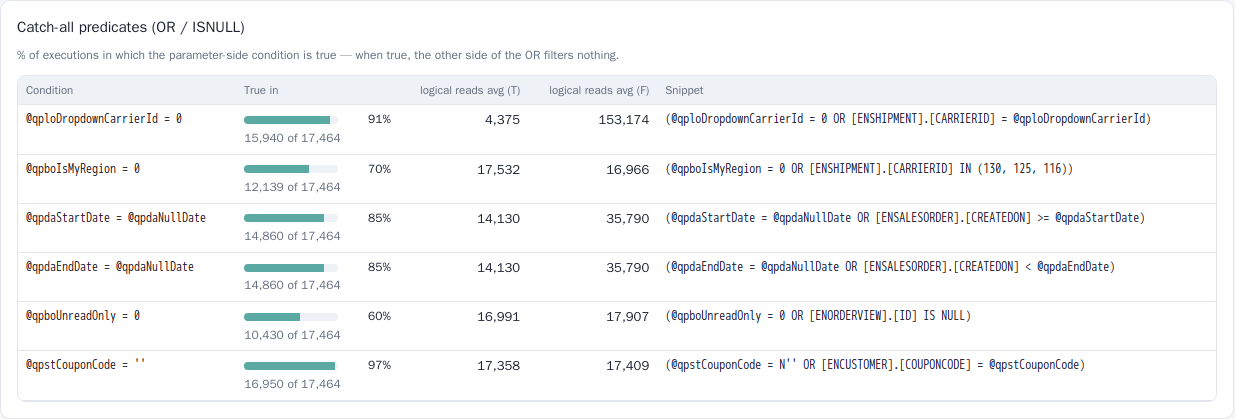 Catch-all predicates (OR / ISNULL)
% of executions in which the parameter-side condition is true — when true, the other side of the OR filters nothing.
Condition True in logical reads avg (T) logical reads avg (F) Snippet
@qploDropdownCarrierId = 0 91% 4,375 153,174 (@qploDropdownCarrierId = 0 OR [ENSHIPMENT].[CARRIERID] = @qploDropdownCarrierId)
15,940 of 17,464
@qpboIsMyRegion = 0 70% 17,532 16,966 (@qpboIsMyRegion = 0 OR [ENSHIPMENT].[CARRIERID] IN (130, 125, 116))
12,139 of 17,464
@qpdaStartDate = @qpdaNullDate 85% 14,130 35,790 (@qpdaStartDate = @qpdaNullDate OR [ENSALESORDER].[CREATEDON] >= @qpdaStartDate)
14,860 of 17,464
@qpdaEndDate = @qpdaNullDate 85% 14,130 35,790 (@qpdaEndDate = @qpdaNullDate OR [ENSALESORDER].[CREATEDON] < @qpdaEndDate)
14,860 of 17,464
@qpboUnreadOnly = 0 60% 16,991 17,907 (@qpboUnreadOnly = 0 OR [ENORDERVIEW].[ID] IS NULL)
10,430 of 17,464
@qpstCouponCode = '' 97% 17,358 17,409 (@qpstCouponCode = N'' OR [ENCUSTOMER].[COUPONCODE] = @qpstCouponCode)
16,950 of 17,464